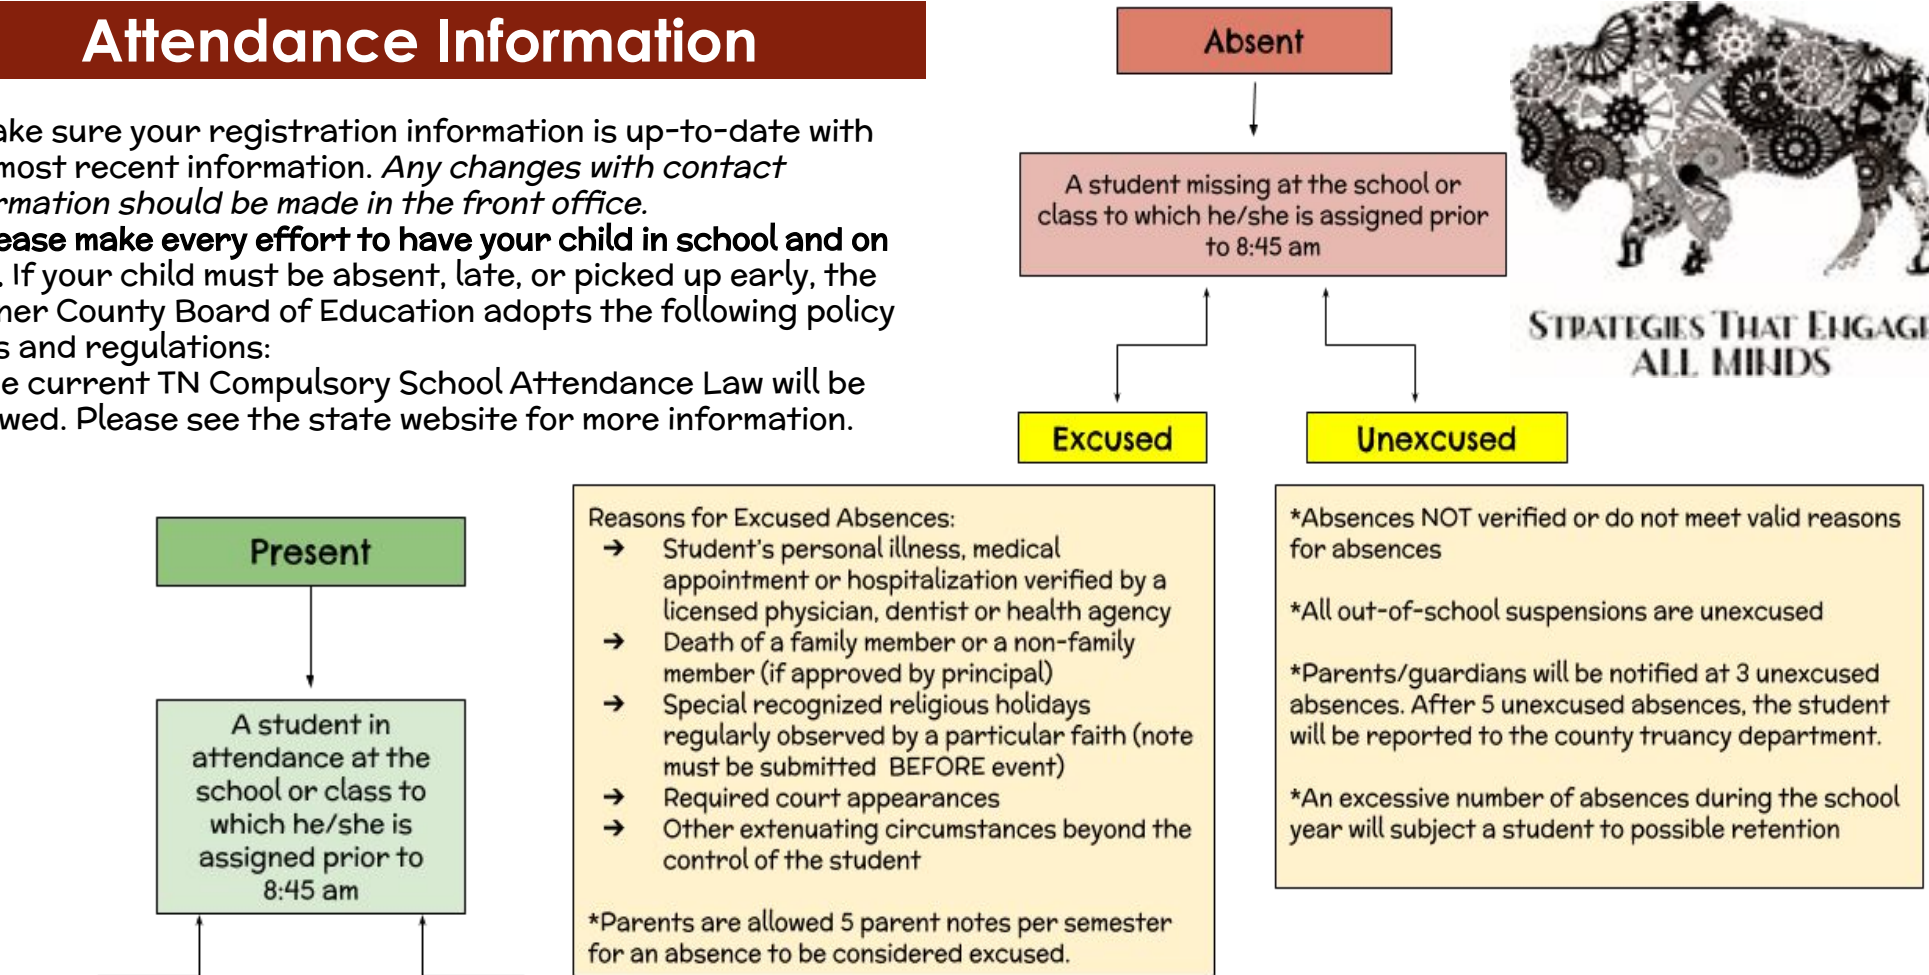 Attendance Information
ake sure your registration information is up-to-date with
most recent information. Any changes with contact
rmation should be made in the front office.
ease make every effort to have your child in school and on
. If your child must be absent, late, or picked up early, the
ner County Board of Education adopts the following policy
s and regulations:
e current TN Compulsory School Attendance Law will be
wed. Please see the state website for more information.
Absent
A student missing at the school or
class to which he/she is assigned prior
to 8:45 am
STRATEGIES THAT ENGAGE
ALL MINDS
Excused
Unexcused
Present
A student in
attendance at the
school or class to
which he/she is
assigned prior to
8:45 am
Reasons for Excused Absences:
→ Student's personal illness, medical
appointment or hospitalization verified by a
licensed physician, dentist or health agency
→ Death of a family member or a non-family
member (if approved by principal)
→ Special recognized religious holidays
regularly observed by a particular faith (note
must be submitted BEFORE event)
→ Required court appearances
→ Other extenuating circumstances beyond the
control of the student
*Parents are allowed 5 parent notes per semester
for an absence to be considered excused.
*Absences NOT verified or do not meet valid reasons
for absences
*All out-of-school suspensions are unexcused
*Parents/guardians will be notified at 3 unexcused
absences. After 5 unexcused absences, the student
will be reported to the county truancy department.
*An excessive number of absences during the school
year will subject a student to possible retention